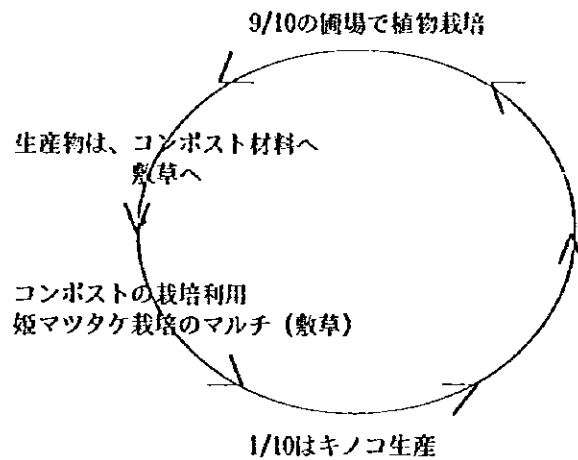 9/10の圃場で植物栽培
生産物は、コンポスト材料へ
敷草へ
コンポストの栽培利用
姫マツタケ栽培のマルチ（敷草）
1/10はキノコ生産